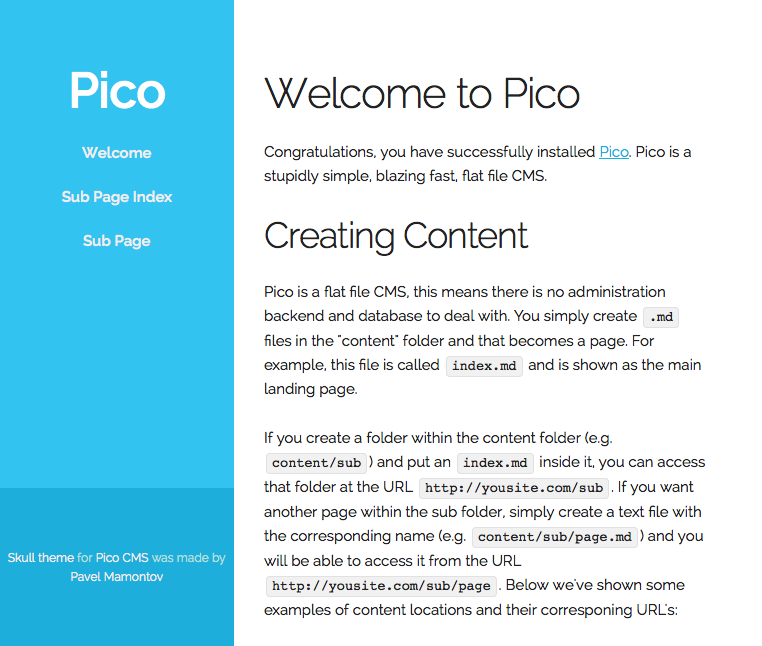 Pico
Welcome
Sub Page Index
Sub Page
Skull theme for Pico CMS was made by
Pavel Mamontov
Welcome to Pico
Congratulations, you have successfully installed Pico. Pico is a
stupidly simple, blazing fast, flat file CMS.
Creating Content
Pico is a flat file CMS, this means there is no administration
backend and database to deal with. You simply create .md
files in the "content" folder and that becomes a page. For
example, this file is called index.md and is shown as the main
landing page.
If you create a folder within the content folder (e.g.
content/sub) and put an index.md inside it, you can access
that folder at the URL http://yousite.com/sub. If you want
another page within the sub folder, simply create a text file with
the corresponding name (e.g. content/sub/page.md) and you
will be able to access it from the URL
http://yousite.com/sub/page. Below we've shown some
examples of content locations and their corresponing URL's: